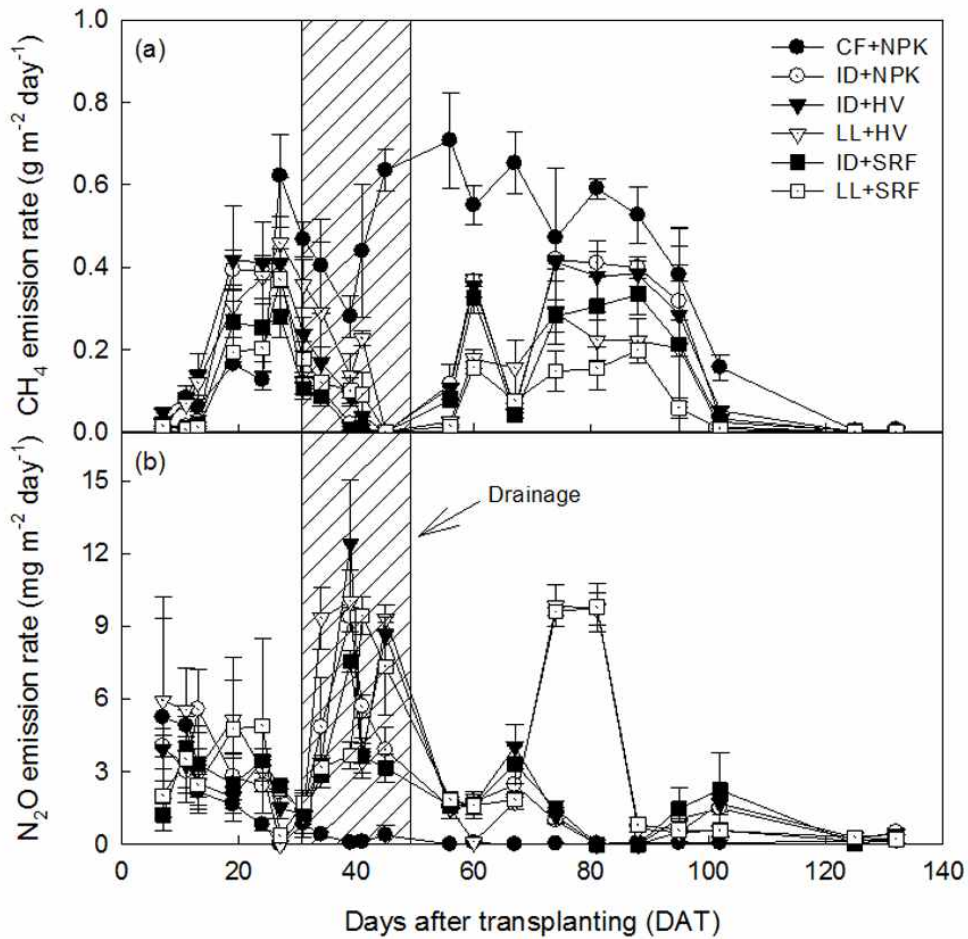 1.0
0.8
0.6
0.4
0.2
0.0
CH₄ emission rate (g m⁻² day⁻¹)
(a)
CF+NPK
ID+NPK
ID+HV
LL+HV
ID+SRF
LL+SRF
15
12
9
6
3
0
N₂O emission rate (mg m⁻² day⁻¹)
(b)
Drainage
0 20 40 60 80 100 120 140
Days after transplanting (DAT)